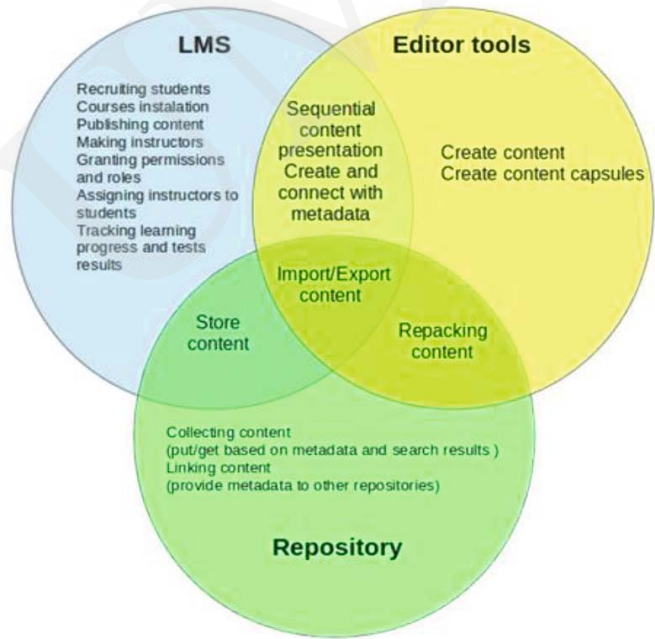 LMS
Recruiting students
Courses instalation
Publishing content
Making instructors
Granting permissions
and roles
Assigning instructors to
students
Tracking learning
progress and tests
results
Editor tools
Sequential
content
presentation
Create and
connect with
metadata
Create content
Create content capsules
Import/Export
content
Store
content
Repacking
content
Collecting content
(put/get based on metadata and search results )
Linking content
(provide metadata to other repositories)
Repository